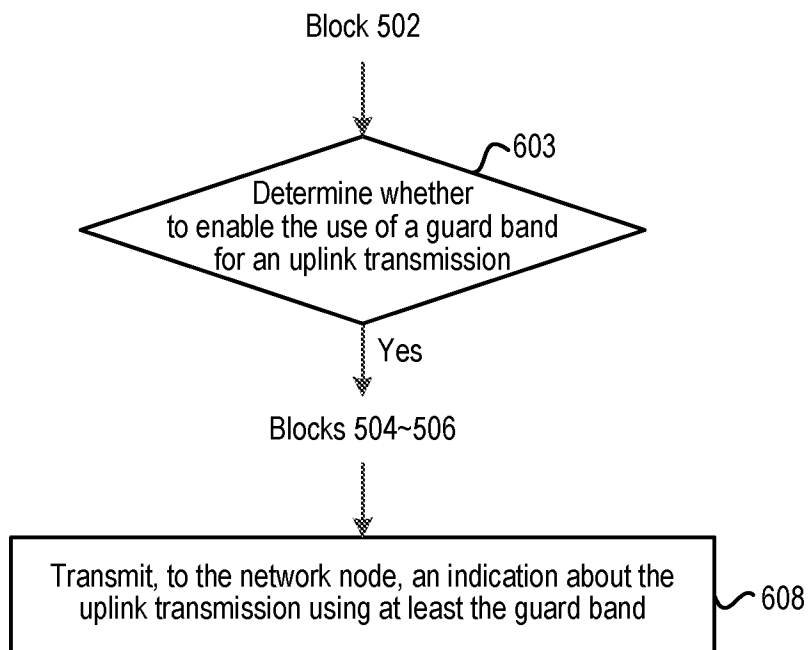 Block 502
603
Determine whether
to enable the use of a guard band
for an uplink transmission
Yes
Blocks 504~506
Transmit, to the network node, an indication about the
uplink transmission using at least the guard band
608